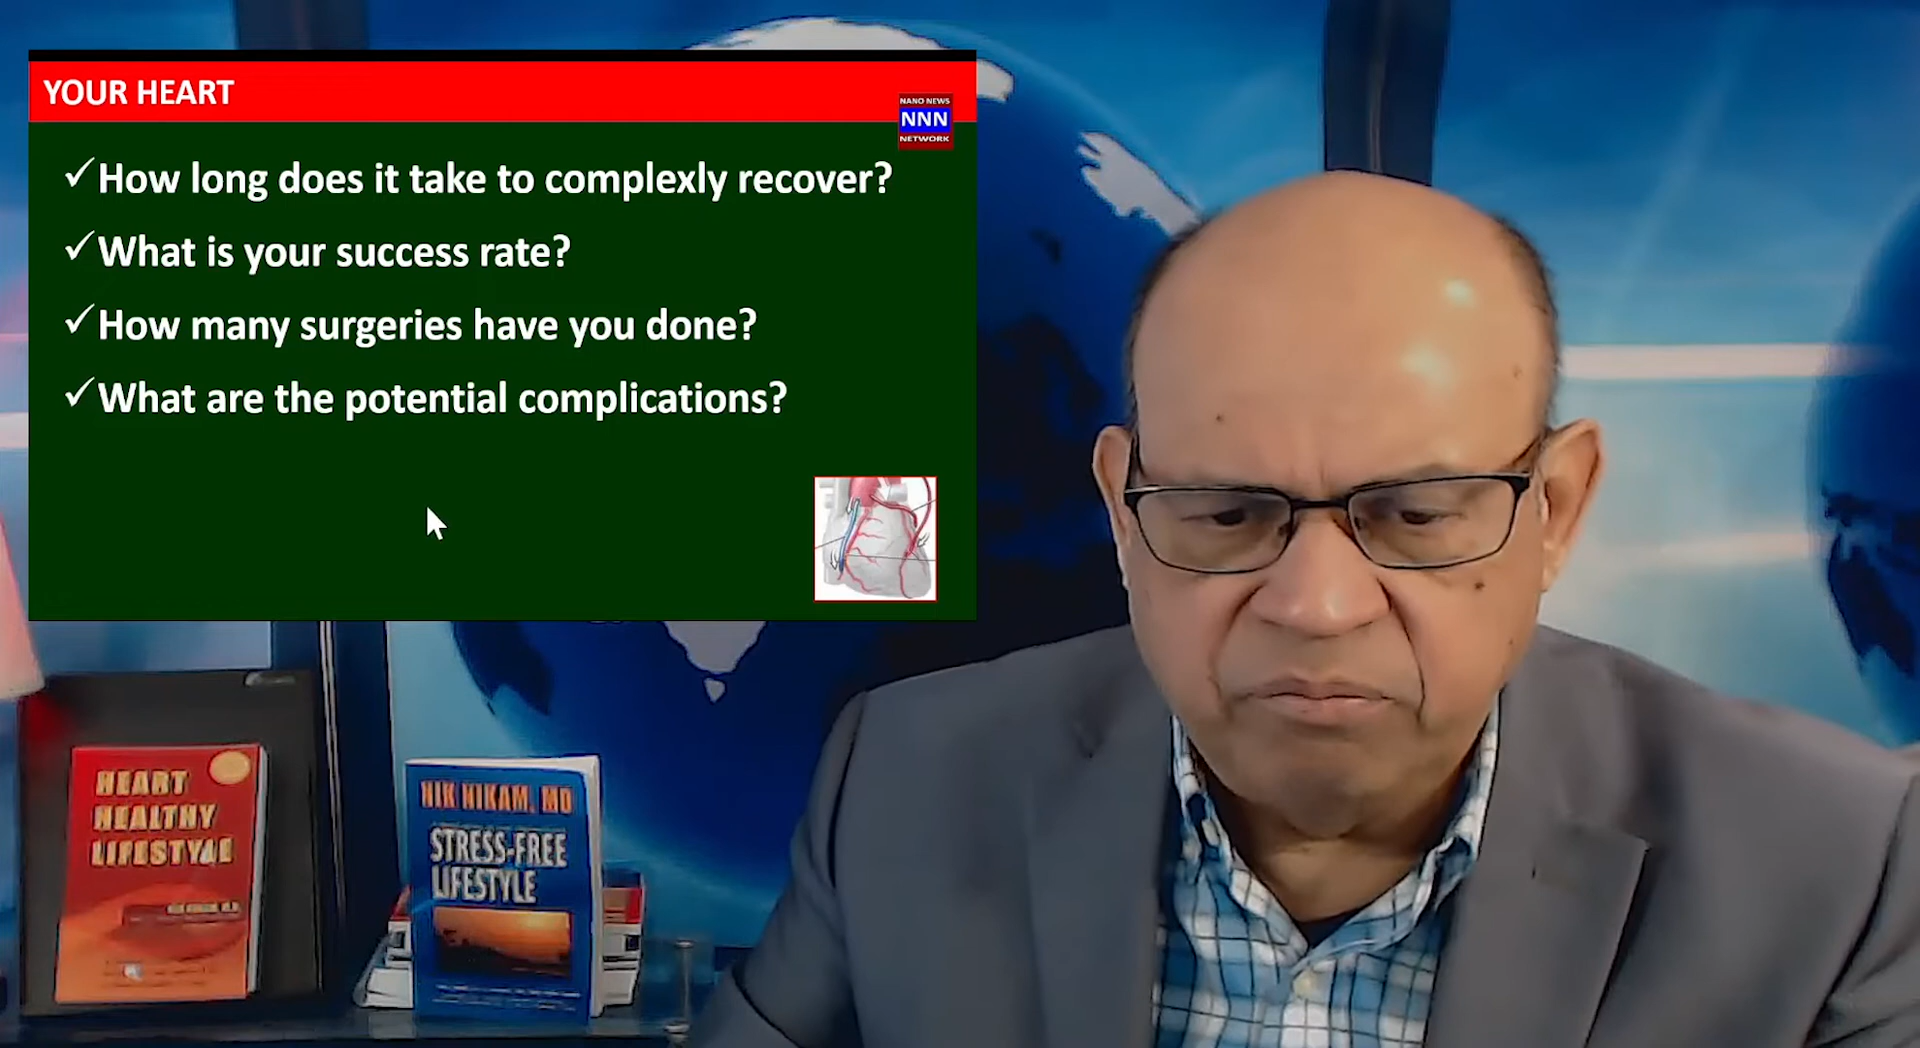 YOUR HEART
NANO NEWS
NNN
NETWORK
✓How long does it take to complexly recover?
✓What is your success rate?
✓How many surgeries have you done?
✓What are the potential complications?
HEART
HEALTHY
LIFESTYLE
NIK NIKAM, MD
STRESS-FREE
LIFESTYLE